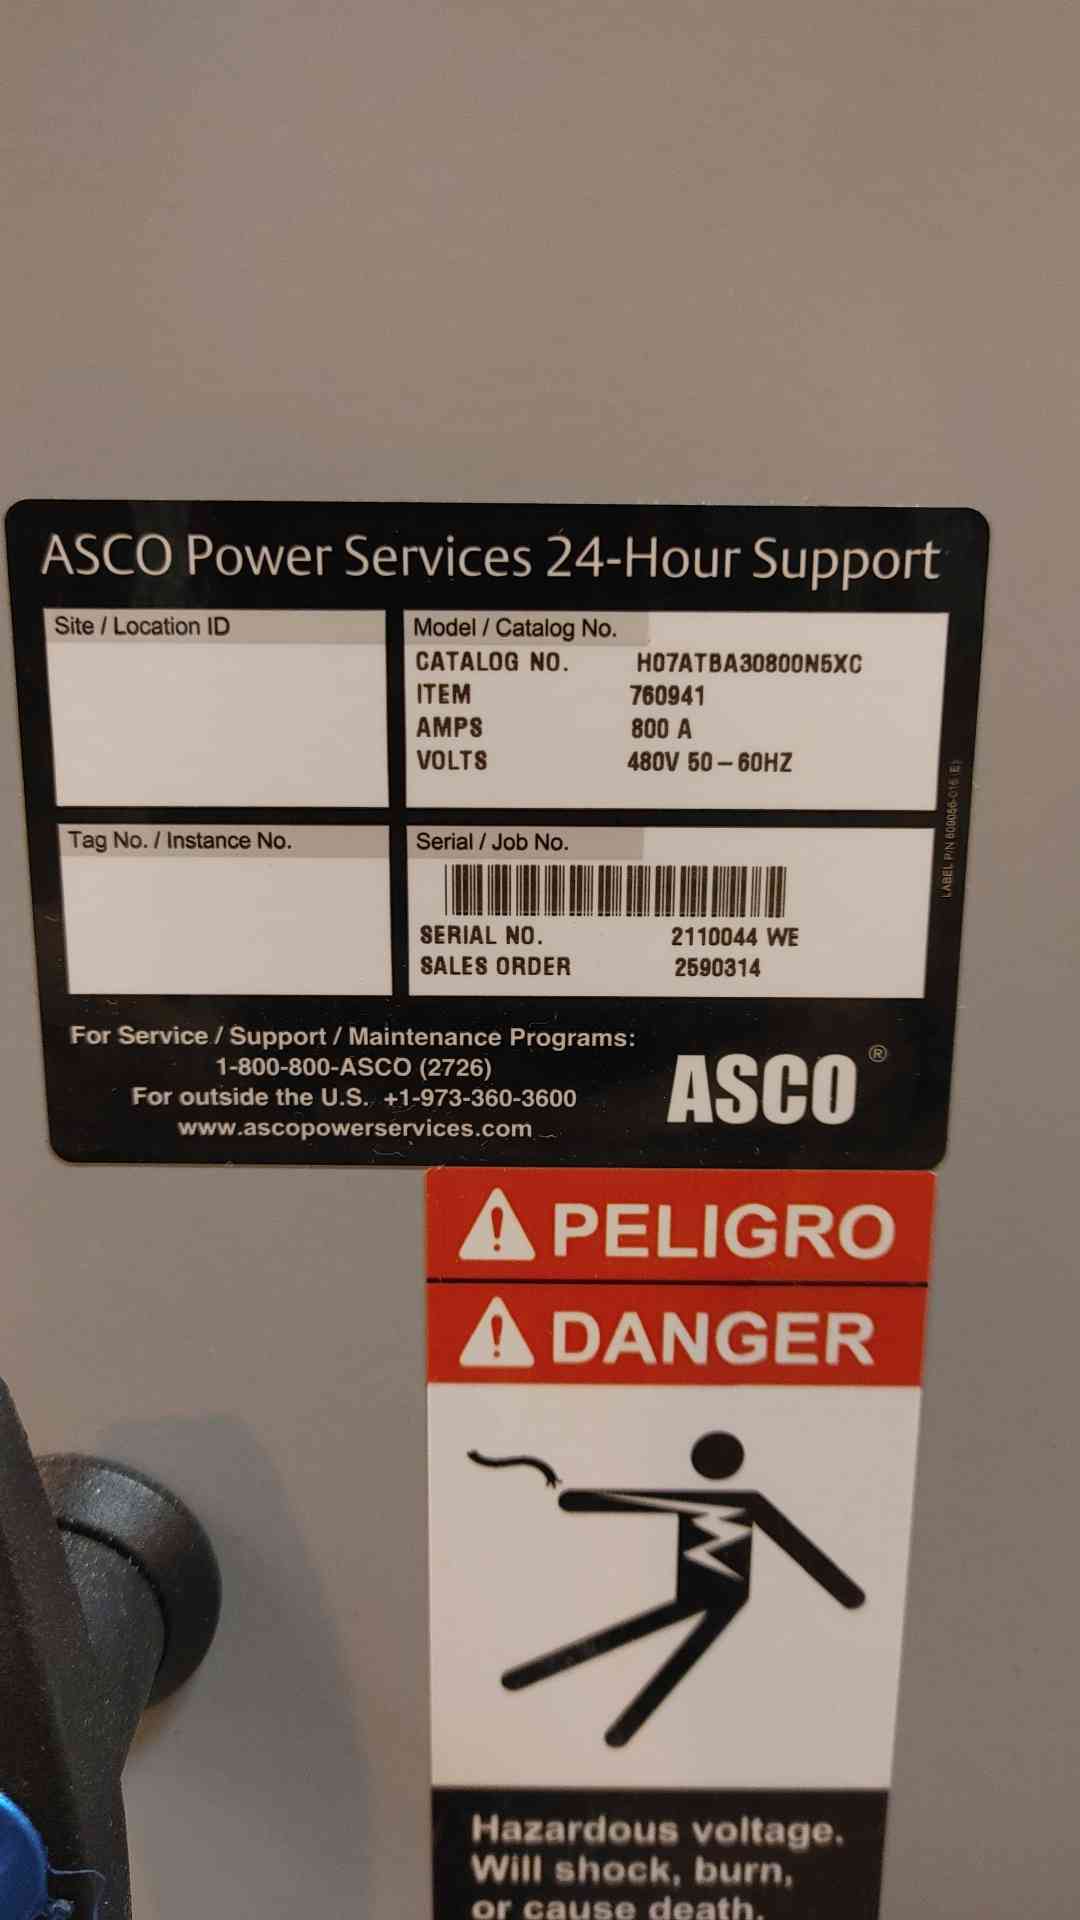 ASCO Power Services 24-Hour Support
Site / Location ID
Model / Catalog No.
CATALOG NO. H07ATBA30800N5XC
ITEM 760941
AMPS 800 A
VOLTS 480V 50-60HZ
Tag No. / Instance No.
Serial / Job No.
SERIAL NO. 2110044 WE
SALES ORDER 2590314
LABEL P/N 609056-016 (E)
For Service / Support / Maintenance Programs:
1-800-800-ASCO (2726)
For outside the U.S. +1-973-360-3600
www.ascopowerservices.com
ASCO®
PELIGRO
DANGER
Hazardous voltage.
Will shock, burn,
or cause death.